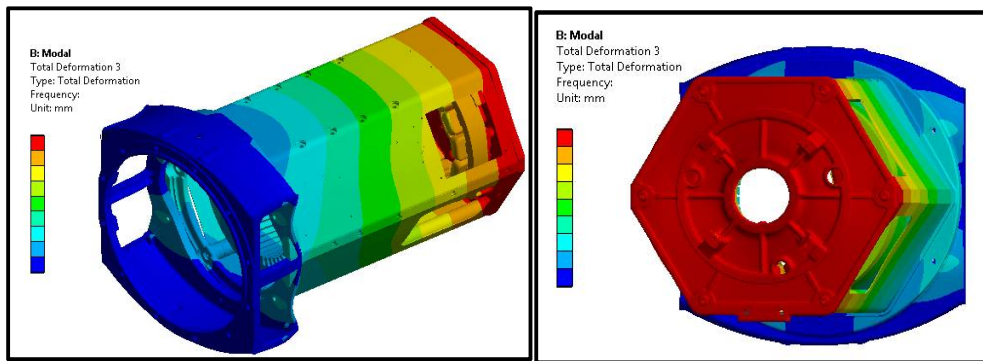 B: Modal
Total Deformation 3
Type: Total Deformation
Frequency:
Unit: mm
B: Modal
Total Deformation 3
Type: Total Deformation
Frequency:
Unit: mm